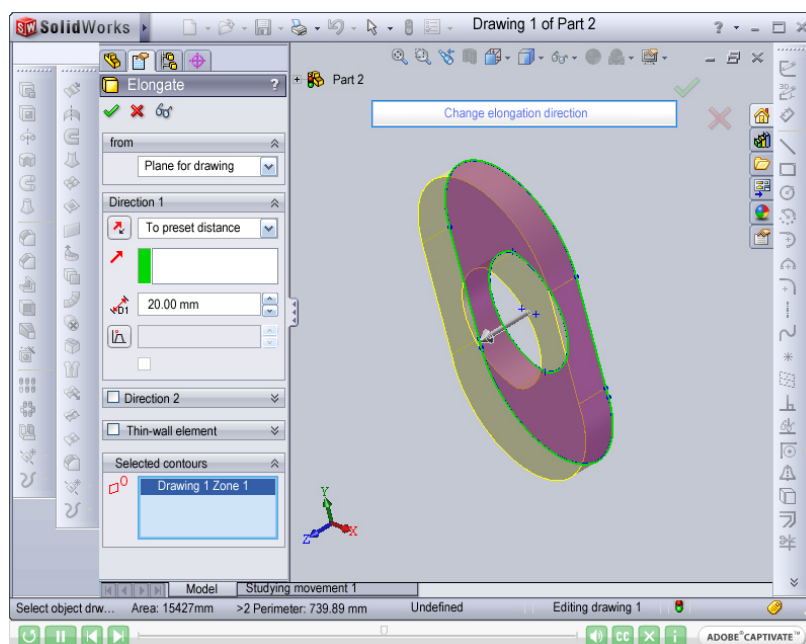 SolidWorks
Drawing 1 of Part 2
Elongate
?
Part 2
Change elongation direction
from
Plane for drawing
Direction 1
To preset distance
D1
20.00 mm
Direction 2
Thin-wall element
Selected contours
Drawing 1 Zone 1
Y
X
Z
Model
Studying movement 1
Select object drw...
Area: 15427mm
>2 Perimeter: 739.89 mm
Undefined
Editing drawing 1
CC
ADOBE® CAPTIVATE™